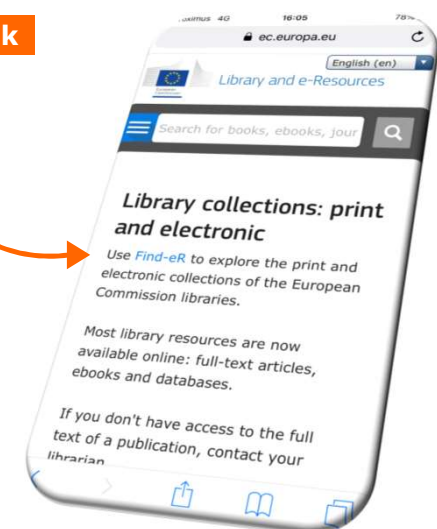 k
16:05
4G
ec.europa.eu
English (en)
Library and e-Resources
Search for books, ebooks, jour
Library collections: print
and electronic
Use Find-eR to explore the print and
electronic collections of the European
Commission libraries.
Most library resources are now
available online: full-text articles,
ebooks and databases.
If you don't have access to the full
text of a publication, contact your
librarian